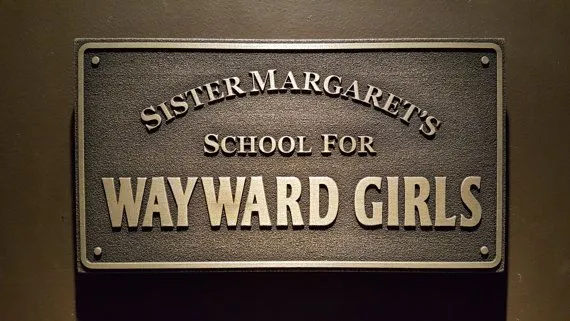 SISTER MARGARET'S
SCHOOL FOR
WAYWARD GIRLS